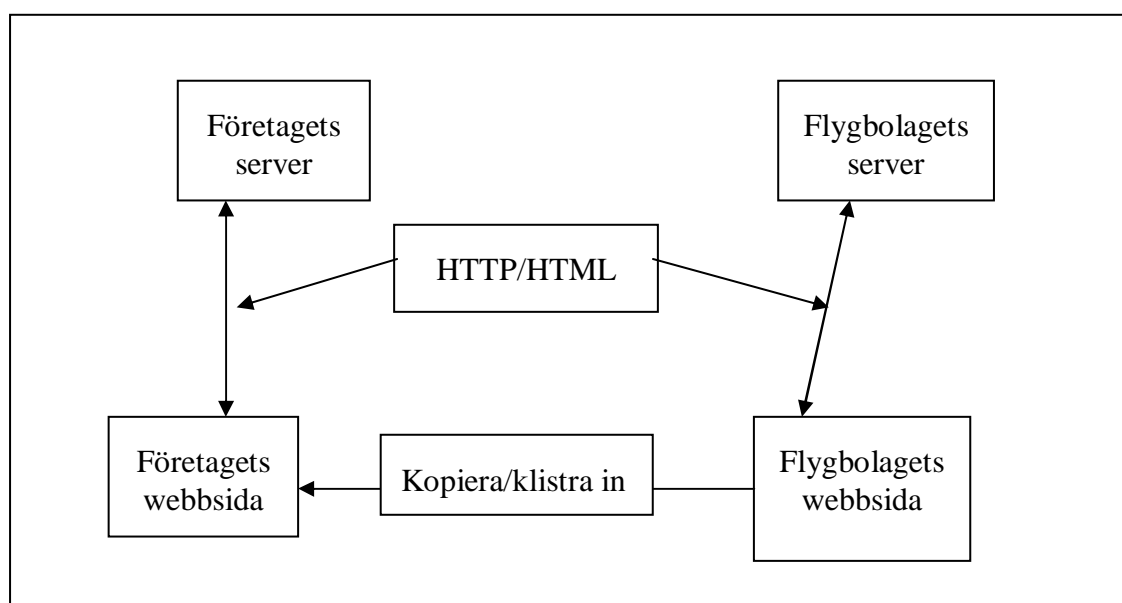 Företagets
server
Flygbolagets
server
HTTP/HTML
Företagets
webbsida
Kopiera/klistra in
Flygbolagets
webbsida